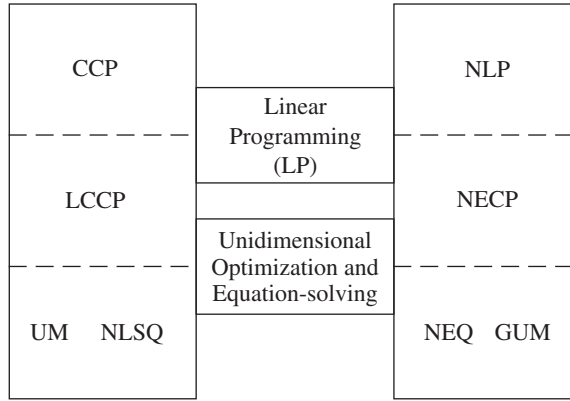 CCP
LCCP
UM NLSQ
Linear
Programming
(LP)
Unidimensional
Optimization and
Equation-solving
NLP
NECP
NEQ GUM